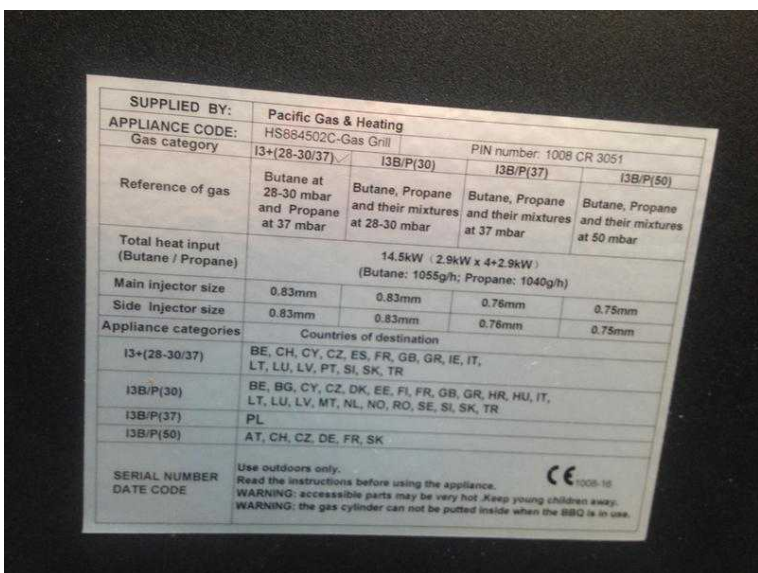 SUPPLIED BY: Pacific Gas & Heating
APPLIANCE CODE: HS884502C-Gas Grill PIN number: 1008 CR 3051
Gas category I3+(28-30/37) I3B/P(30) I3B/P(37) I3B/P(50)
Reference of gas
Butane at
28-30 mbar
and Propane
at 37 mbar
Butane, Propane
and their mixtures
at 28-30 mbar
Butane, Propane
and their mixtures
at 37 mbar
Butane, Propane
and their mixtures
at 50 mbar
Total heat input
(Butane / Propane)
14.5kW (2.9kW x 4+2.9kW)
(Butane: 1055g/h; Propane: 1040g/h)
Main injector size 0.83mm 0.83mm 0.76mm 0.75mm
Side Injector size 0.83mm 0.83mm 0.76mm 0.75mm
Appliance categories Countries of destination
I3+(28-30/37)
BE, CH, CY, CZ, ES, FR, GB, GR, IE, IT,
LT, LU, LV, PT, SI, SK, TR
I3B/P(30)
BE, BG, CY, CZ, DK, EE, FI, FR, GB, GR, HR, HU, IT,
LT, LU, LV, MT, NL, NO, RO, SE, SI, SK, TR
I3B/P(37) PL
I3B/P(50) AT, CH, CZ, DE, FR, SK
SERIAL NUMBER
DATE CODE
Use outdoors only.
Read the instructions before using the appliance.
WARNING: accesssible parts may be very hot .Keep young children away.
WARNING: the gas cylinder can not be putted inside when the BBQ is in use.
CE 1008-16